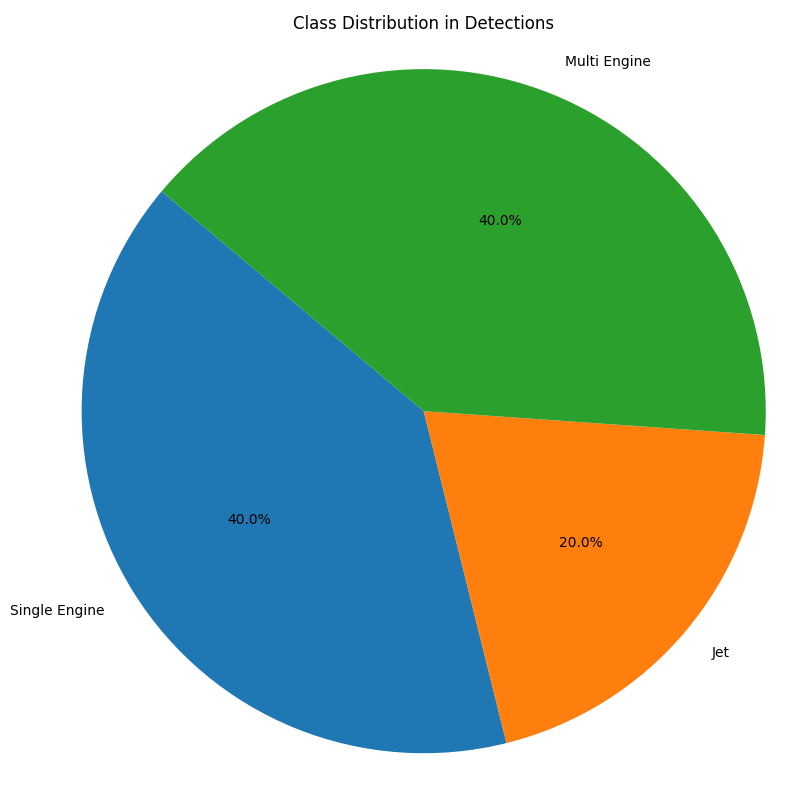 Class Distribution in Detections
Multi Engine
40.0%
40.0%
20.0%
Single Engine
Jet